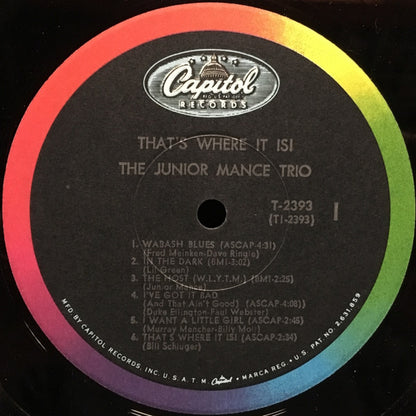 Capitol
RECORDS
THAT'S WHERE IT IS!
THE JUNIOR MANCE TRIO
T-2393
(T1-2393)
1
1. WABASH BLUES (ASCAP-4:31)
(Fred Meinken-Dave Ringle)
2. IN THE DARK (BMI-3:02)
(Lil Green)
3. THE HOST (W.L.Y.T.M.) (BMI-2:25)
(Junior Mance)
4. I'VE GOT IT BAD
(And That Ain't Good) (ASCAP-4:08)
(Duke Ellington-Paul Webster)
5. I WANT A LITTLE GIRL (ASCAP-2:45)
(Murray Mencher-Billy Moll)
6. THAT'S WHERE IT IS! (ASCAP-2:34)
(Bill Schluger)
MFD. BY CAPITOL RECORDS, INC. U.S.A. T.M. Capitol • MARCA REG. • U.S. PAT. NO. 2,631,859